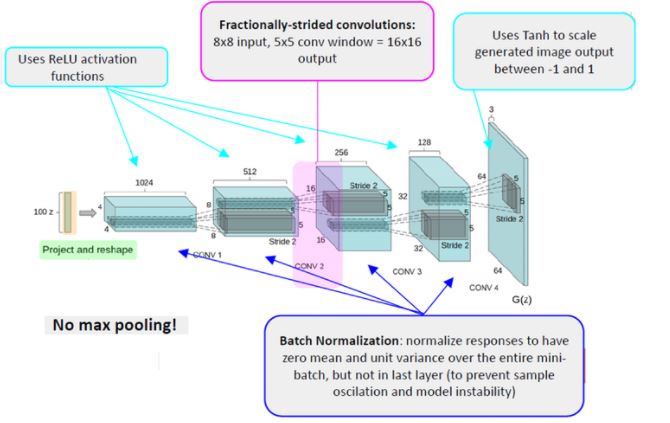 Fractionally-strided convolutions:
8x8 input, 5x5 conv window = 16x16
output
Uses Tanh to scale
generated image output
between -1 and 1
Uses ReLU activation
functions
3
128
256
512
1024
Stride 2
16
64
5
5
32
4
8
5
5
5
5
100 z
4
8
5
Stride 2
16
5
32
5
Stride 2
Stride 2
64
Project and reshape
CONV 1
CONV 2
CONV 3
CONV 4
G(z)
No max pooling!
Batch Normalization: normalize responses to have
zero mean and unit variance over the entire mini-
batch, but not in last layer (to prevent sample
oscilation and model instability)